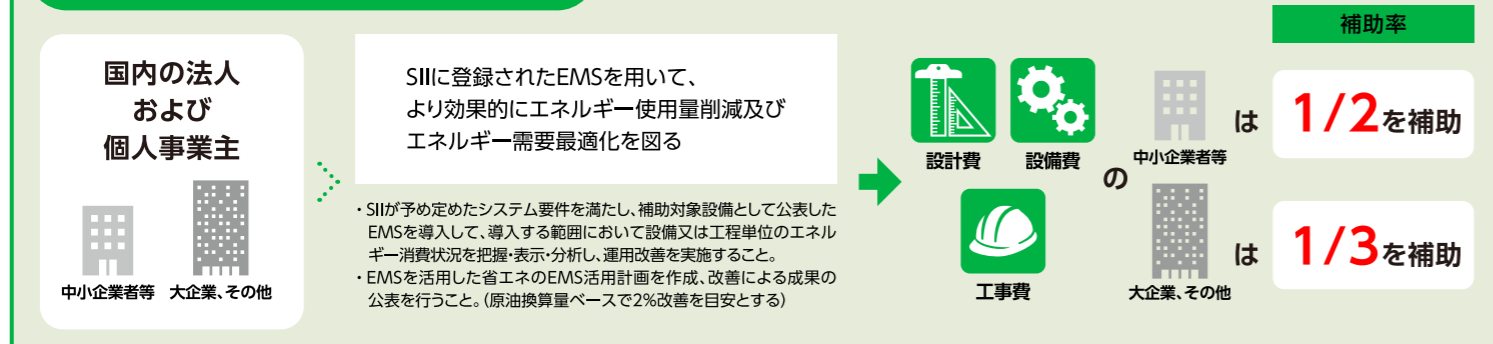 補助率
国内の法人
および
個人事業主
中小企業者等 大企業、その他
SIIに登録されたEMSを用いて、
より効果的にエネルギー使用量削減及び
エネルギー需要最適化を図る
・SIIが予め定めたシステム要件を満たし、補助対象設備として公表した
EMSを導入して、導入する範囲において設備又は工程単位のエネル
ギー消費状況を把握・表示・分析し、運用改善を実施すること。
・EMSを活用した省エネのEMS活用計画を作成、改善による成果の
公表を行うこと。(原油換算量ベースで2%改善を目安とする)
設計費 設備費
工事費
の
中小企業者等
は
1/2を補助
大企業、その他
は
1/3を補助